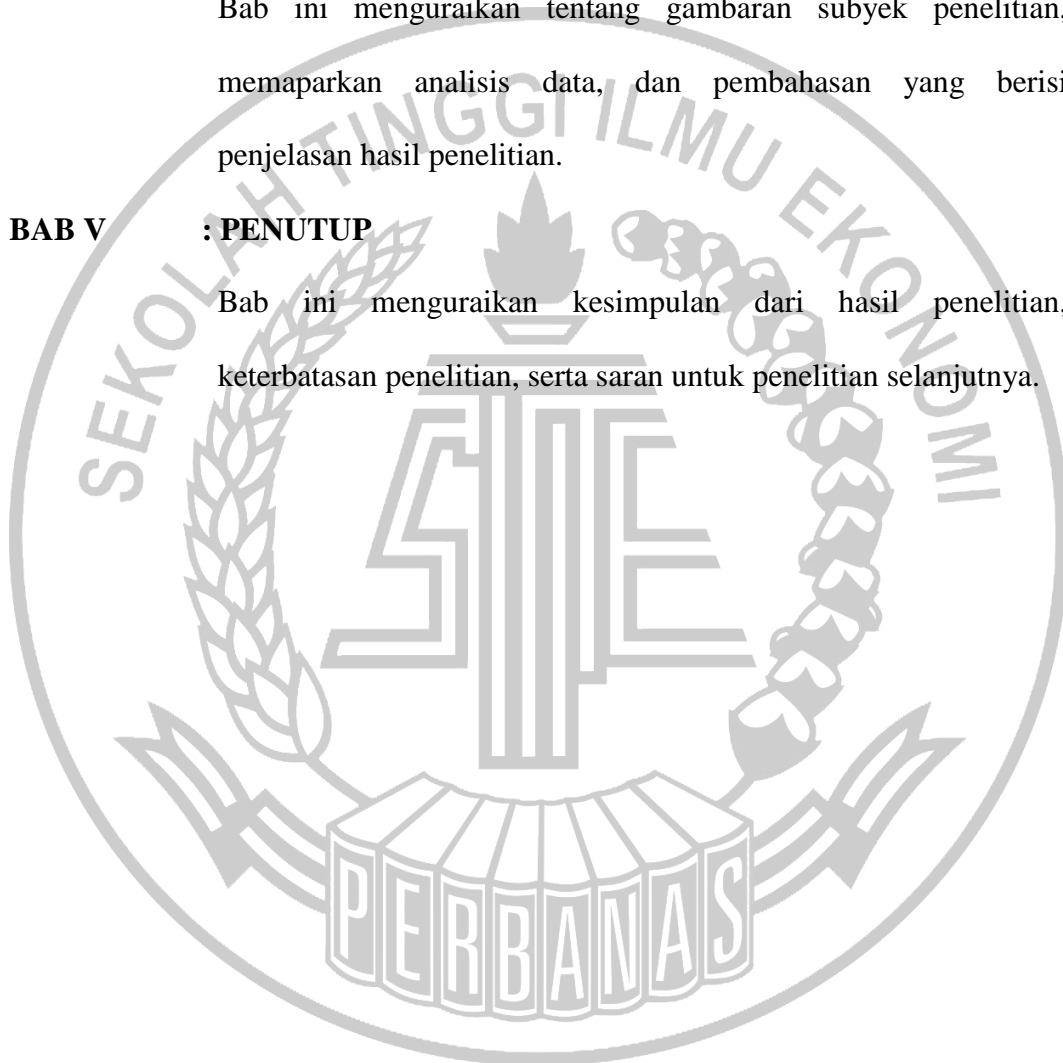 Bab ini menguraikan tentang gambaran subyek penelitian,
memaparkan analisis data, dan pembahasan yang berisi
penjelasan hasil penelitian.
BAB V : PENUTUP
Bab ini menguraikan kesimpulan dari hasil penelitian,
keterbatasan penelitian, serta saran untuk penelitian selanjutnya.
SEKOLAH TINGGI ILMU EKONOMI
STIE
PERBANAS